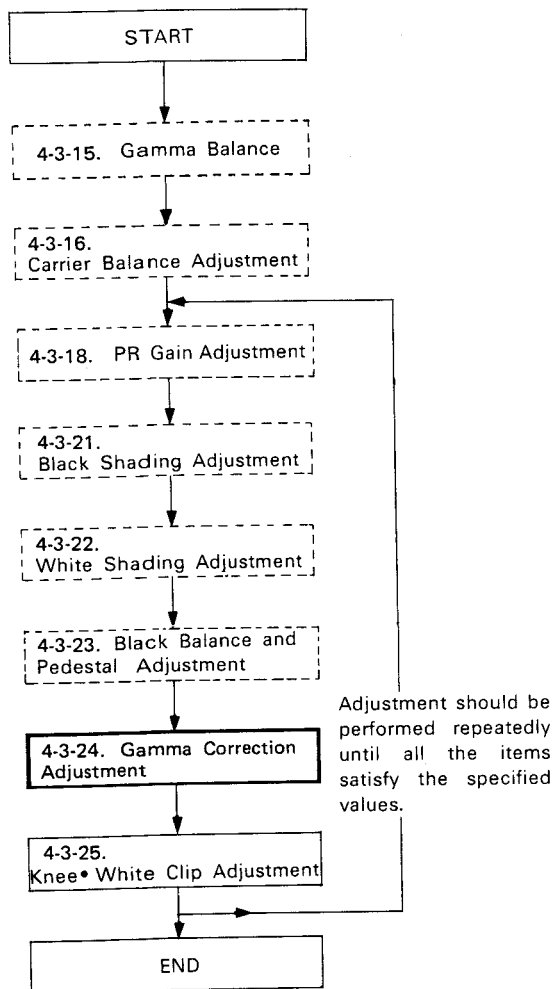 START
4-3-15. Gamma Balance
4-3-16.
Carrier Balance Adjustment
4-3-18. PR Gain Adjustment
4-3-21.
Black Shading Adjustment
4-3-22.
White Shading Adjustment
4-3-23. Black Balance and
Pedestal Adjustment
Adjustment should be
performed repeatedly
until all the items
satisfy the specified
values.
4-3-24. Gamma Correction
Adjustment
4-3-25.
Knee• White Clip Adjustment
END